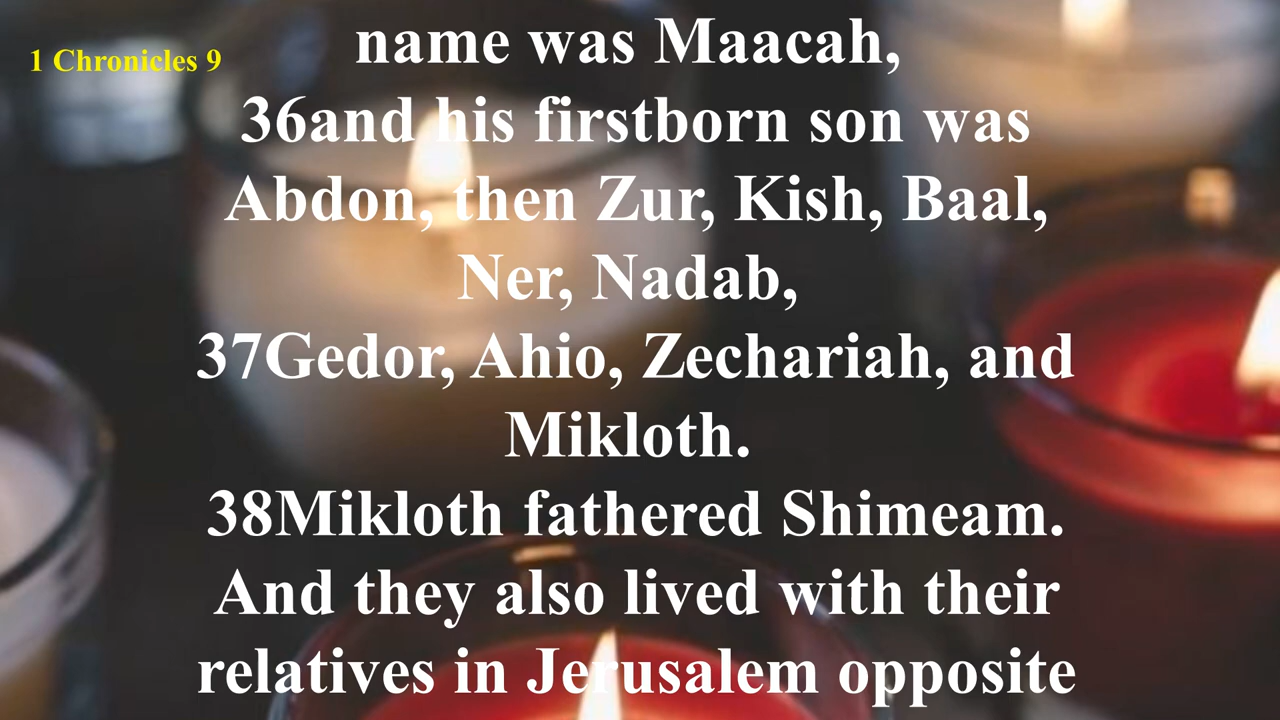 1 Chronicles 9
name was Maacah,
36and his firstborn son was
Abdon, then Zur, Kish, Baal,
Ner, Nadab,
37Gedor, Ahio, Zechariah, and
Mikloth.
38Mikloth fathered Shimeam.
And they also lived with their
relatives in Jerusalem opposite